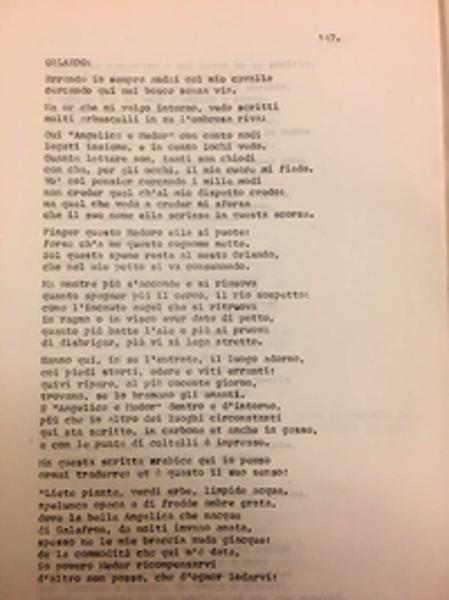 147.
ORLANDO:
Errando io sempre andai col mio cavallo
cercando qui nel bosco senza via.
Ma or che mi volgo intorno, vedo scritti
molti arbuscelli in su l'ombrosa riva:
Qui "Angelica e Medor" con cento nodi
legati insieme, e in cento lochi vedo.
Quante lettere son, tanti son chiodi
con che, per gli occhi, il mio cuore mi fiede.
Vo' col pensier cercando i mille modi
non creder quel ch'al mio dispetto credo:
ma quel che vedo a creder mi sforza
che il suo nome ella scrisse in questa scorza.
Finger questo Medoro ella si puote:
forse ch'a me questo cognome mette.
Sol questa speme resta al mesto Orlando,
che nel mio petto si va consumando.
Ma mentre più s'accende e si rinnova
quanto spegner più il cerco, il rio sospetto:
come l'incauto augel che si ritrova
in ragna o in visco aver dato di petto,
quanto più batte l'ale e più si pruova
di disbrigar, più vi si lega stretto.
Hanno qui, in su l'entrata, il luogo adorno,
coi piedi storti, edere e viti erranti:
quivi riparo, al più cocente giorno,
trovano, se lo bramano gli amanti.
E "Angelica e Medor" dentro e d'intorno,
più che in altro dei luoghi circostanti
qui sta scritto, in carbone et anche in gesso,
e con le punte di coltelli è impresso.
Ma questa scritta arabica qui io posso
ormai tradurre: et è questo il suo senso:
"Liete piante, verdi erbe, limpide acque,
spelunca opaca e di fredde ombre grata,
dove la bella Angelica che nacque
di Galafron, da molti invano amata,
spesso ne le mie braccia nuda giacque:
de la commodità che qui m'è data,
io povero Medor ricompensarvi
d'altro non posso, che d'ognor lodarvi: